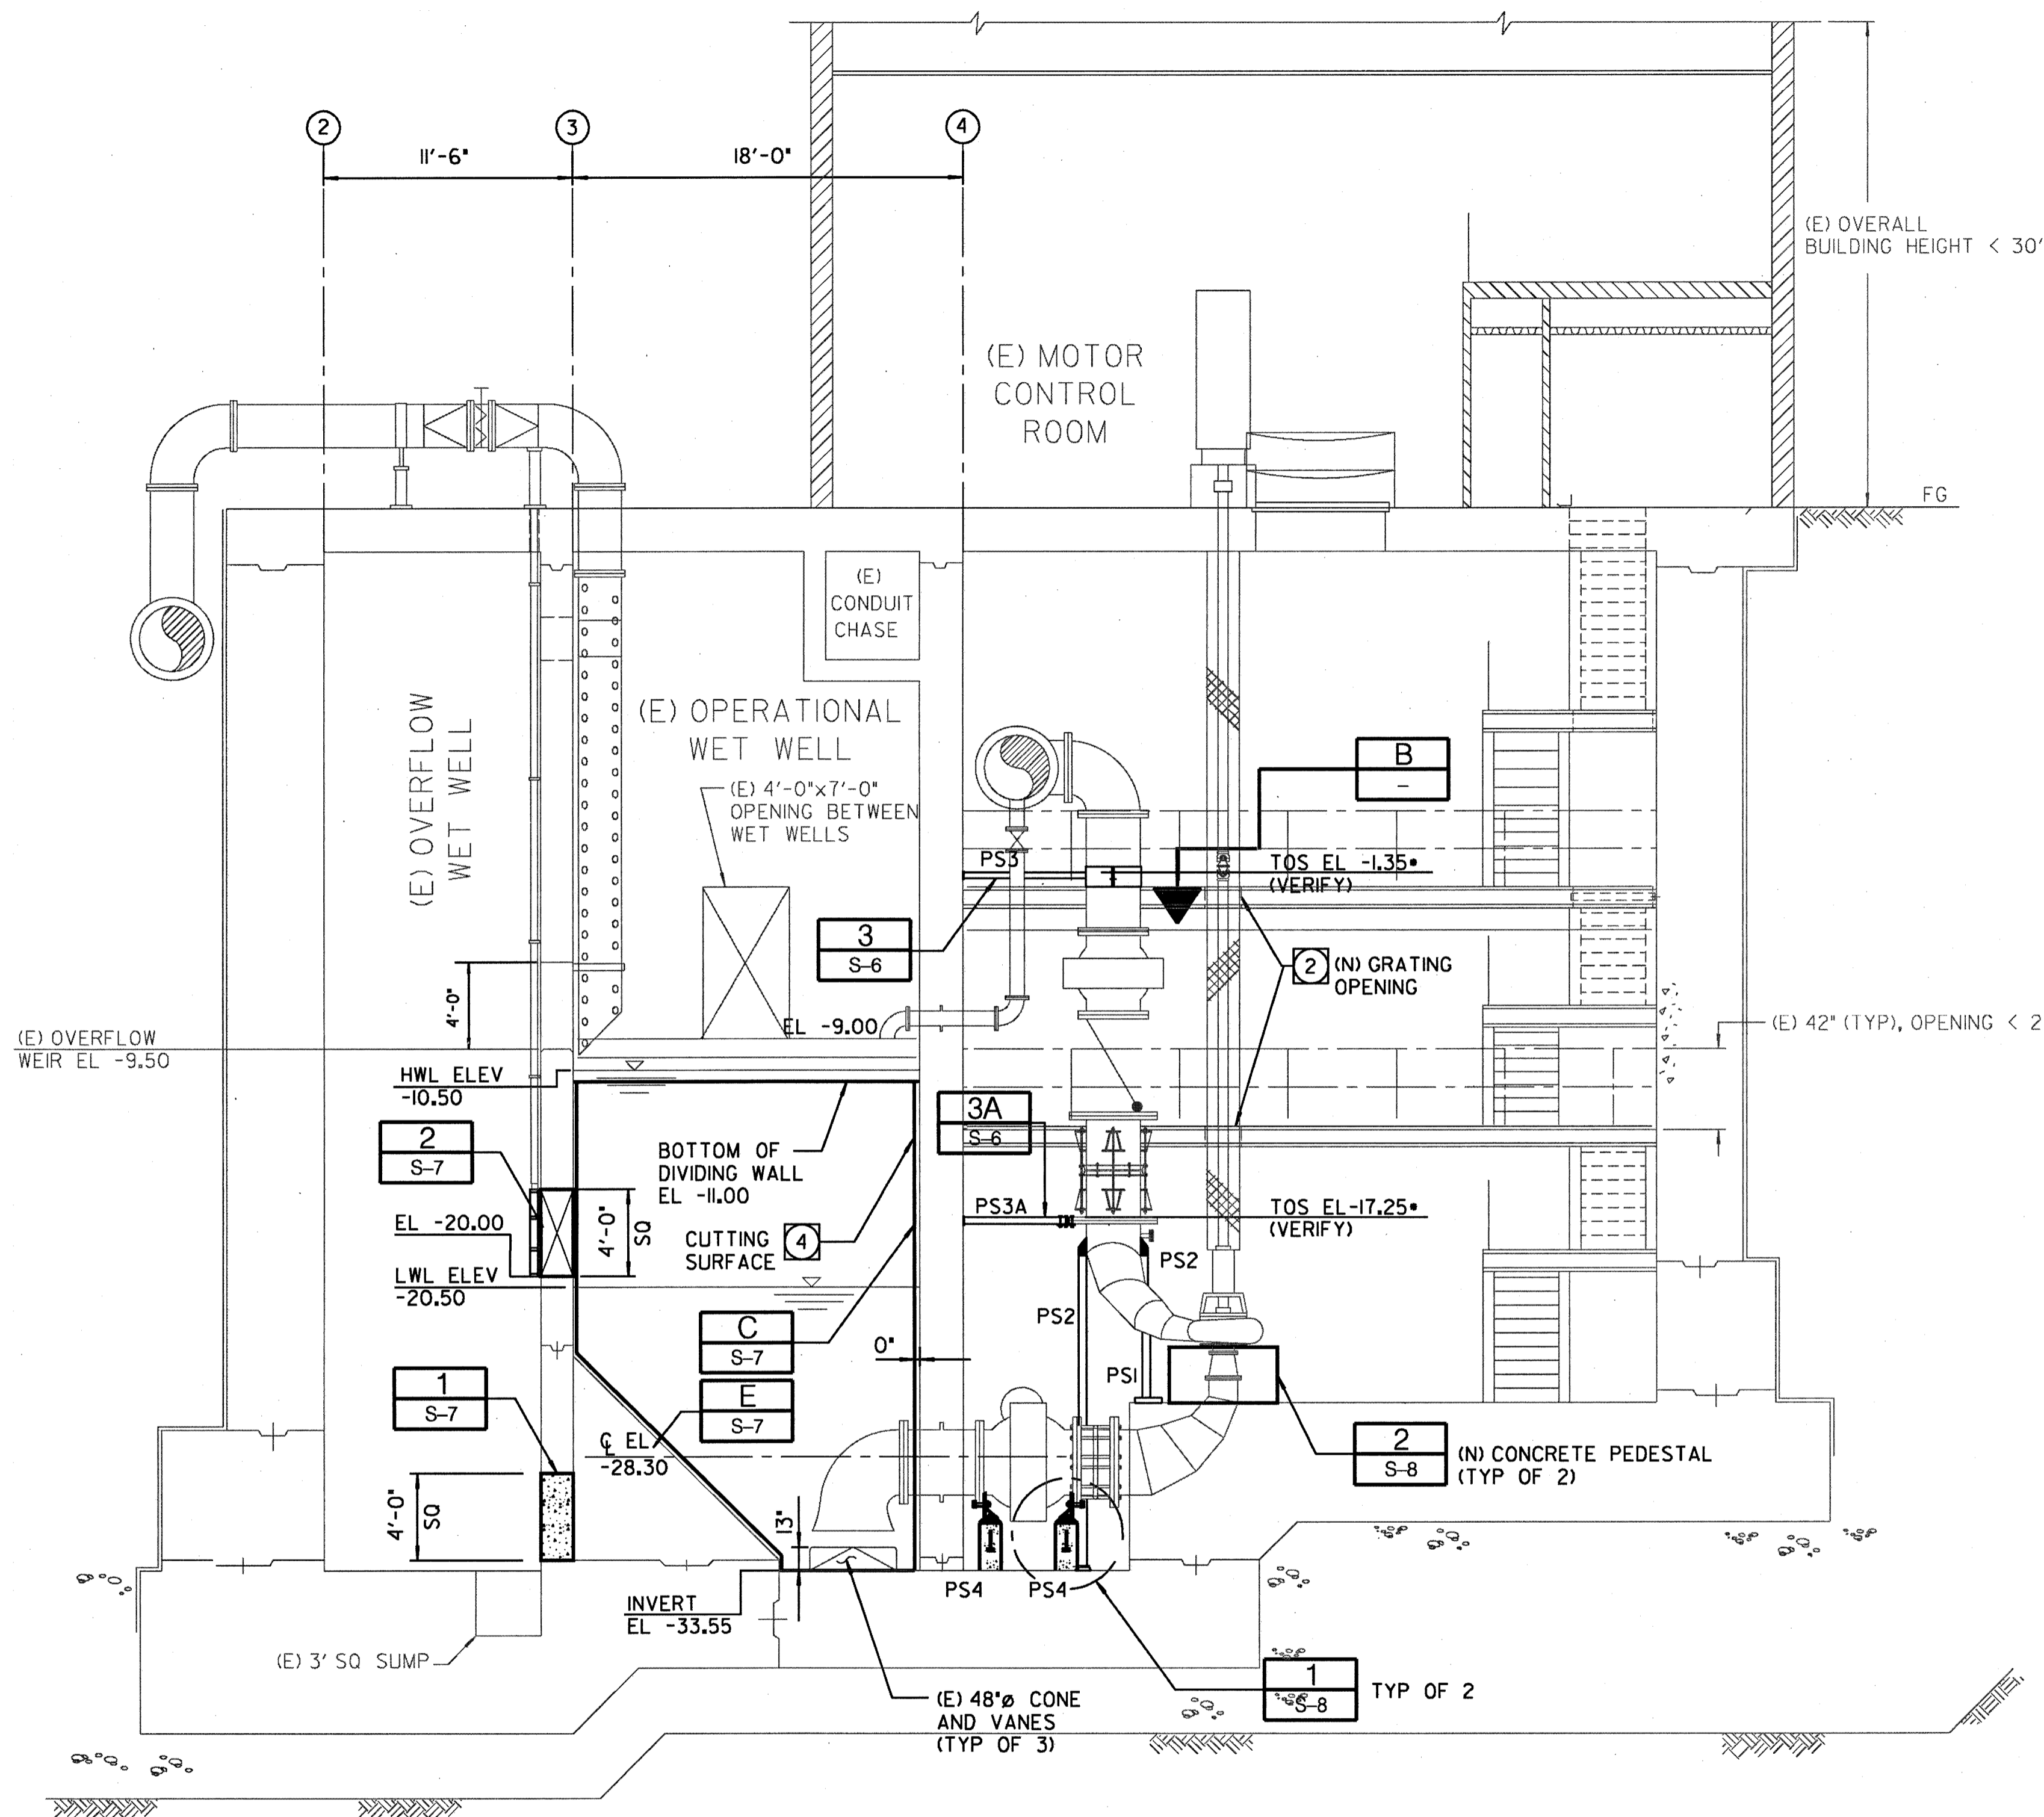 2
3
4
11'-6"
18'-0"
(E) OVERALL
BUILDING HEIGHT < 30'
(E) MOTOR
CONTROL
ROOM
FG
(E)
CONDUIT
CHASE
(E) OVERFLOW
WET WELL
(E) OPERATIONAL
WET WELL
(E) 4'-0"x7'-0"
OPENING BETWEEN
WET WELLS
B
-
PS3
TOS EL -1.35*
(VERIFY)
3
S-6
2
(N) GRATING
OPENING
4'-0"
EL -9.00
(E) OVERFLOW
WEIR EL -9.50
(E) 42" (TYP), OPENING < 2
HWL ELEV
-10.50
3A
S-6
2
S-7
BOTTOM OF
DIVIDING WALL
EL -11.00
PS3A
TOS EL-17.25*
(VERIFY)
EL -20.00
4'-0"
SQ
CUTTING
SURFACE
4
LWL ELEV
-20.50
PS2
PS2
C
S-7
0"
1
S-7
E
S-7
PS1
℄ EL
-28.30
2
S-8
(N) CONCRETE PEDESTAL
(TYP OF 2)
4'-0"
SQ
13"
PS4
PS4
INVERT
EL -33.55
(E) 3' SQ SUMP
(E) 48"ø CONE
AND VANES
(TYP OF 3)
1
S-8
TYP OF 2